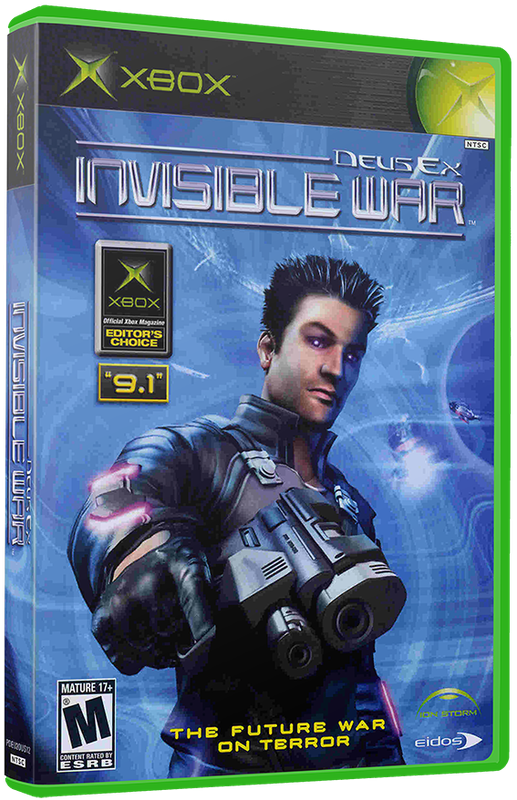 XBOX
XBOX
NTSC
DEUS EX
INVISIBLE WAR
TM
XBOX
Official Xbox Magazine
EDITOR'S
CHOICE
"9.1"
INVISIBLE WAR
DEUS EX
MATURE 17+
M
®
CONTENT RATED BY
ESRB
THE FUTURE WAR
ON TERROR
ION STORM
eidos
NTSC